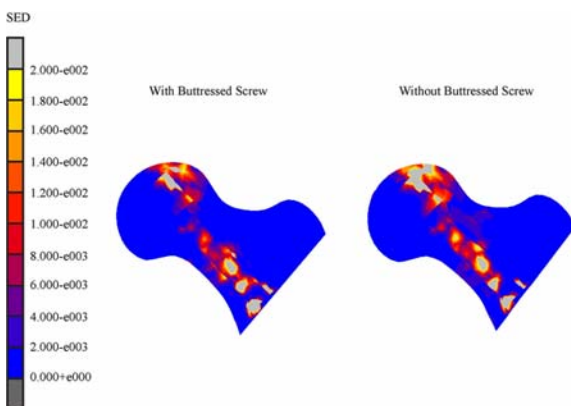 SED
With Buttressed Screw
Without Buttressed Screw
2.000-e002
1.800-e002
1.600-e002
1.400-e002
1.200-e002
1.000-e002
8.000-e003
6.000-e003
4.000-e003
2.000-e003
0.000+e000